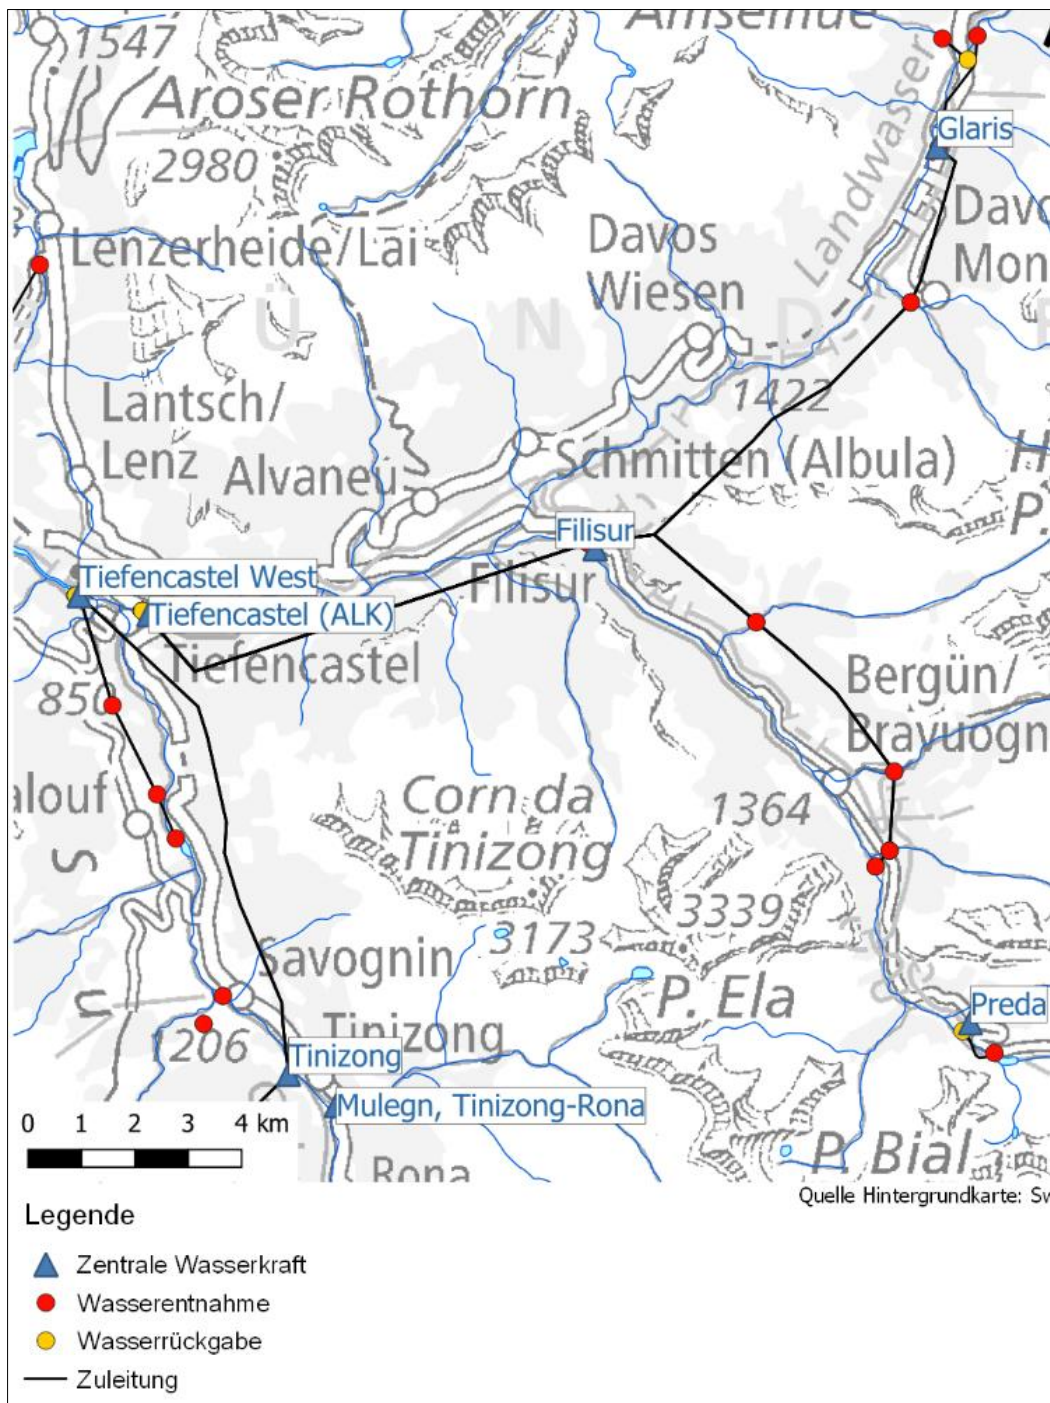 1547
Aroser Rothorn
2980
Landwasser
Glaris
Lenzerheide/Lai
Davos
Wiesen
Ü N D
1422
Lantsch/
Lenz
Alvaneu
Schmitten (Albula)
P.
Filisur
Filisur
Tiefencastel West
Tiefencastel (ALK)
Tiefencastel
850
Bergün/
Bravuogn
alouf
S
Corn da
Tinizong
1364
3339
3173
Savognin
P. Ela
Tinizong
1206
Preda
Tinizong
Mulegn, Tinizong-Rona
0 1 2 3 4 km
Rona
P. Bial
Quelle Hintergrundkarte: Sw
Legende
Zentrale Wasserkraft
Wasserentnahme
Wasserrückgabe
Zuleitung